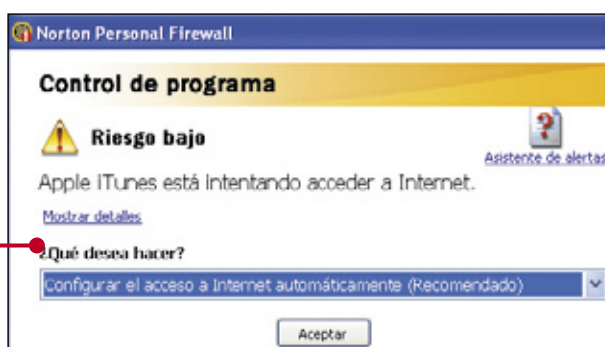 Norton Personal Firewall
Control de programa
Riesgo bajo
Asistente de alertas
Apple iTunes está intentando acceder a Internet.
Mostrar detalles
¿Qué desea hacer?
Configurar el acceso a Internet automáticamente (Recomendado)
Aceptar